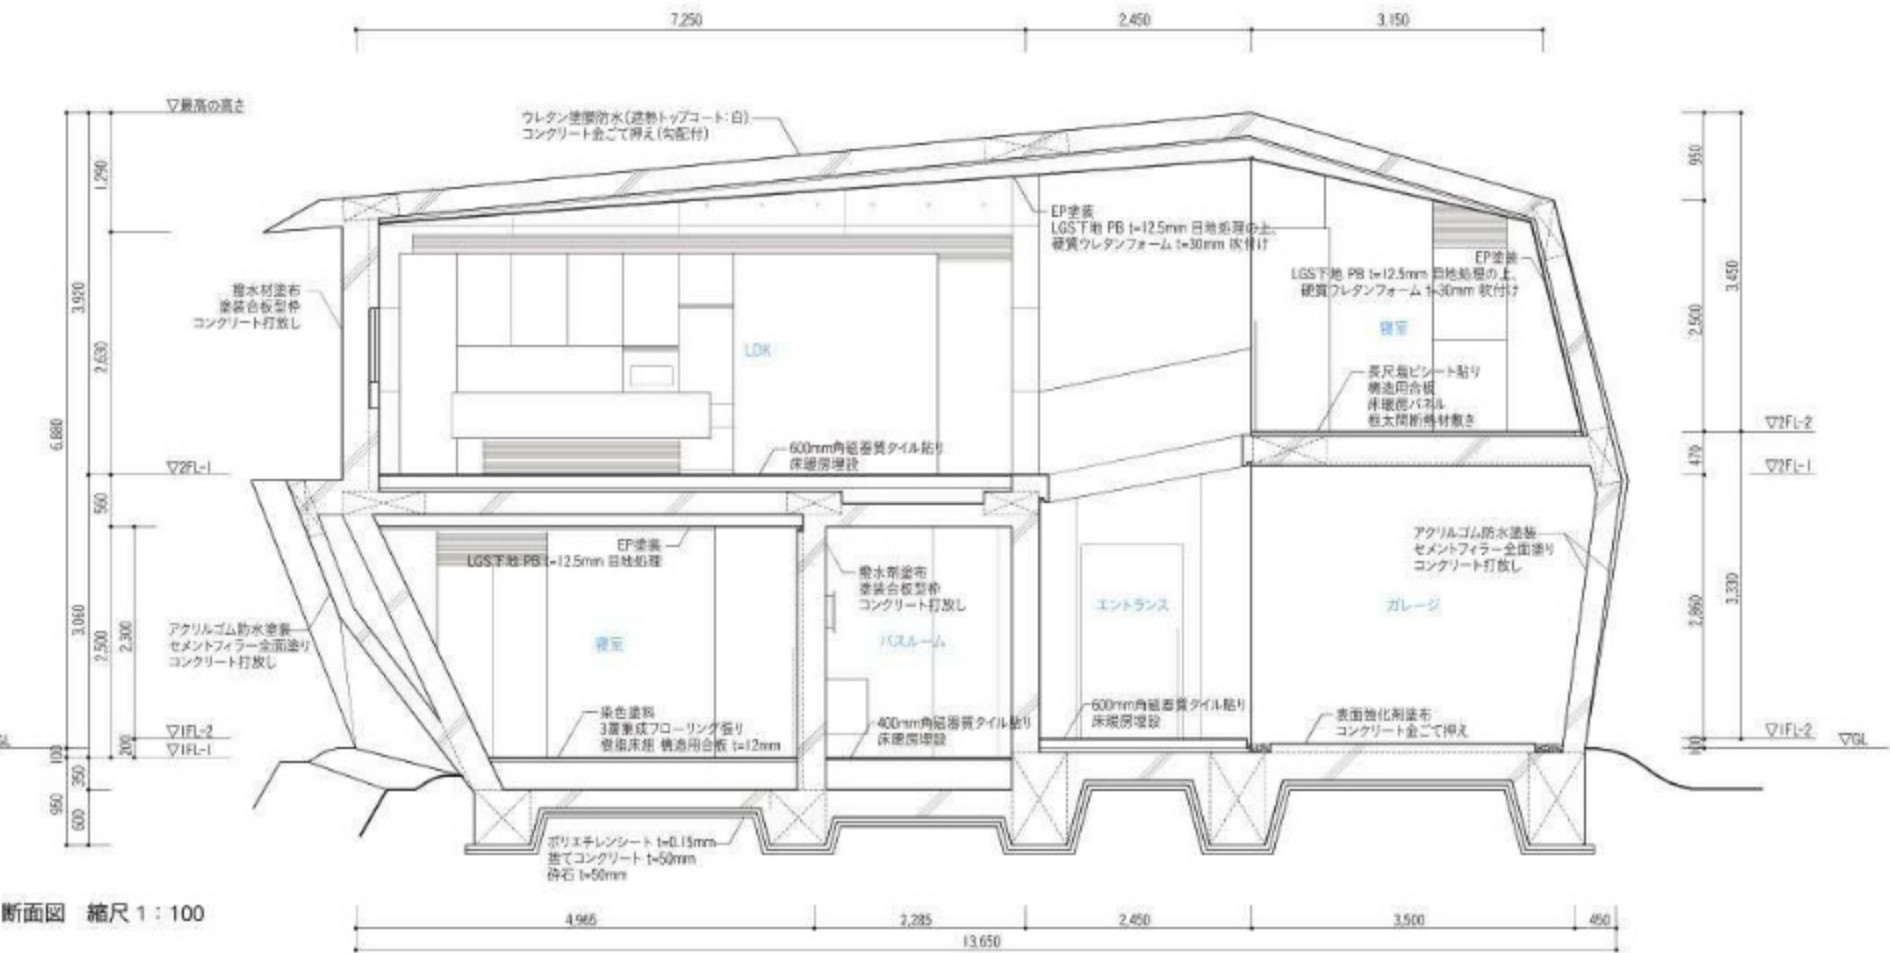 7,250
2,450
3,150
▽最高の高さ
ウレタン塗膜防水(遮熱トップコート:白)
コンクリート金ごて押え(勾配付)
1,290
3,920
2,630
6,880
560
3,060
2,500
2,300
200
100
350
950
600
950
3,450
2,500
470
3,330
2,860
100
撥水材塗布
塗装合板型枠
コンクリート打放し
EP塗装
LGS下地 PB t=12.5mm 目地処理の上、
硬質ウレタンフォーム t=30mm 吹付け
EP塗装
LGS下地 PB t=12.5mm 目地処理の上、
硬質ウレタンフォーム t=30mm 吹付け
寝室
LDK
長尺塩ビシート貼り
構造用合板
床暖房パネル
根太間断熱材敷き
▽2FL-2
▽2FL-1
▽2FL-1
600mm角磁器質タイル貼り
床暖房埋設
EP塗装
LGS下地 PB t=12.5mm 目地処理
撥水剤塗布
塗装合板型枠
コンクリート打放し
アクリルゴム防水塗装
セメントフィラー全面塗り
コンクリート打放し
エントランス
ガレージ
アクリルゴム防水塗装
セメントフィラー全面塗り
コンクリート打放し
寝室
バスルーム
染色塗料
3層集成フローリング張り
樹脂床組 構造用合板 t=12mm
400mm角磁器質タイル貼り
床暖房埋設
600mm角磁器質タイル貼り
床暖房埋設
表面強化剤塗布
コンクリート金ごて押え
▽1FL-2
▽1FL-1
▽1FL-2
▽GL
ポリエチレンシート t=0.15mm
捨てコンクリート t=50mm
砕石 t=50mm
断面図 縮尺 1:100
4,965
2,285
2,450
3,500
450
13,650